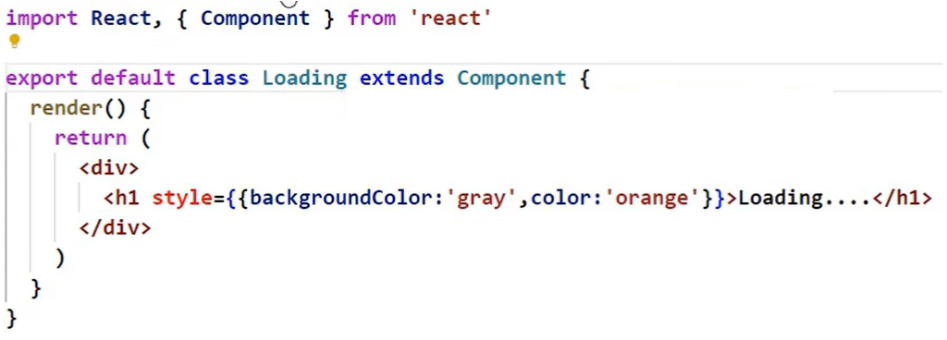 import React, { Component } from 'react'
export default class Loading extends Component {
render() {
return (
<div>
<h1 style={{backgroundColor:'gray',color:'orange'}}>Loading....</h1>
</div>
)
}
}